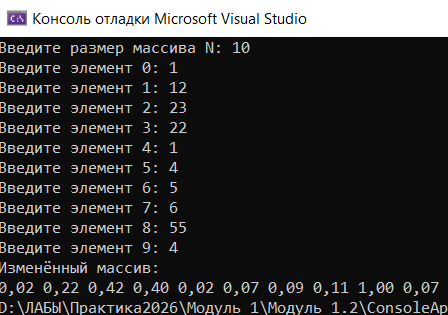 Консоль отладки Microsoft Visual Studio
Введите размер массива N: 10
Введите элемент 0: 1
Введите элемент 1: 12
Введите элемент 2: 23
Введите элемент 3: 22
Введите элемент 4: 1
Введите элемент 5: 4
Введите элемент 6: 5
Введите элемент 7: 6
Введите элемент 8: 55
Введите элемент 9: 4
Изменённый массив:
0,02 0,22 0,42 0,40 0,02 0,07 0,09 0,11 1,00 0,07
D:\ЛАБЫ\Практика2026\Модуль 1\Модуль 1.2\ConsoleAp